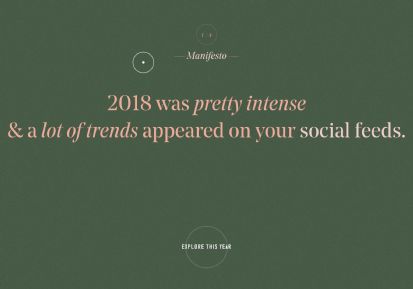 Manifesto
2018 was pretty intense
& a lot of trends appeared on your social feeds.
EXPLORE THIS YEAR